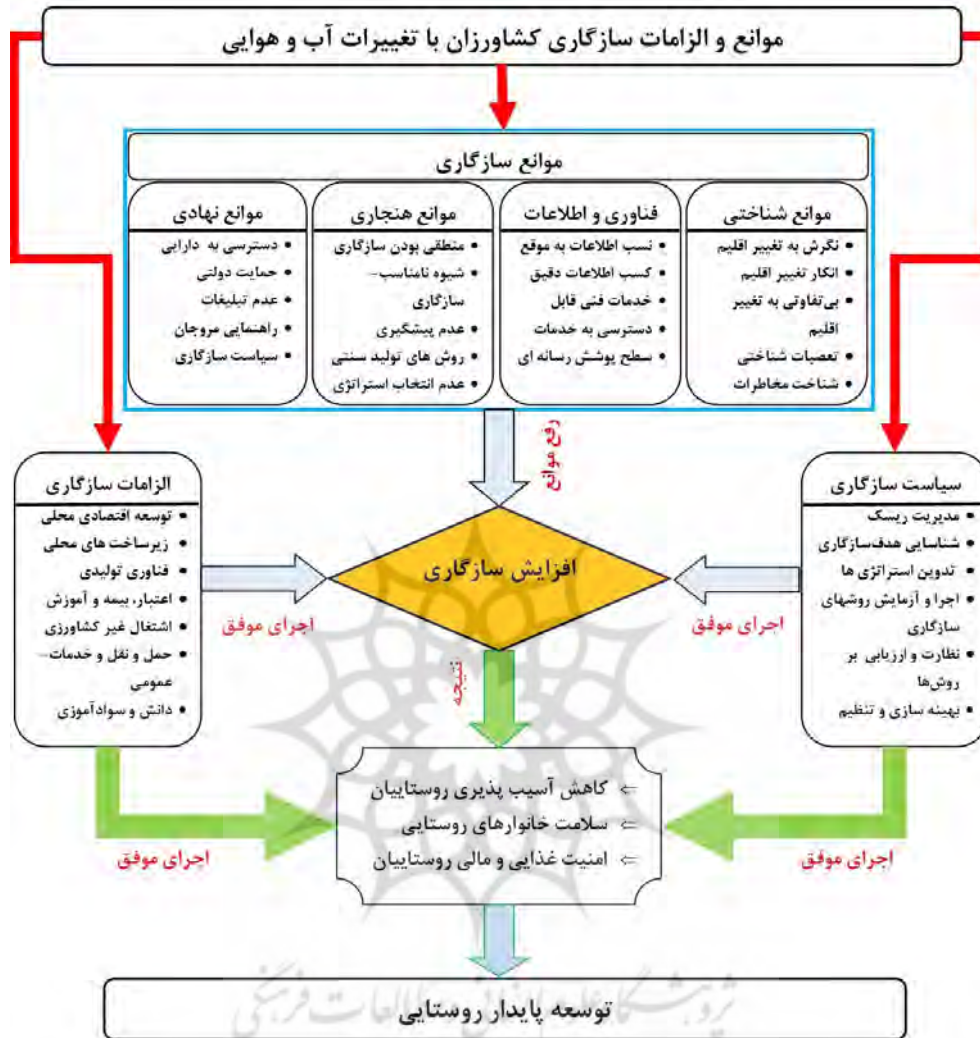 موانع و الزامات سازگاری کشاورزان با تغییرات آب و هوایی
موانع سازگاری
موانع شناختی
• نگرش به تغییر اقلیم
• انکار تغییر اقلیم
• بی‌تفاوتی به تغییر
اقلیم
• تعصبات شناختی
• شناخت مخاطرات
فناوری و اطلاعات
• نسب اطلاعات به موقع
• کسب اطلاعات دقیق
• خدمات فنی قابل
• دسترسی به خدمات
• سطح پوشش رسانه ای
موانع هنجاری
• منطقی بودن سازگاری
• شیوه نامناسب-
سازگاری
• عدم پیشگیری
• روش های تولید سنتی
• عدم انتخاب استراتژی
موانع نهادی
• دسترسی به دارایی
• حمایت دولتی
• عدم تبلیغات
• راهنمایی مروجان
• سیاست سازگاری
رفع موانع
سیاست سازگاری
• مدیریت ریسک
• شناسایی هدف‌سازگاری
• تدوین استراتژی ها
• اجرا و آزمایش روشهای
سازگاری
• نظارت و ارزیابی بر
روش‌ها
• بهینه سازی و تنظیم
اجرای موفق
افزایش سازگاری
اجرای موفق
الزامات سازگاری
• توسعه اقتصادی محلی
• زیرساخت های محلی
• فناوری تولیدی
• اعتبار، بیمه و آموزش
• اشتغال غیر کشاورزی
• حمل و نقل و خدمات-
عمومی
• دانش و سوادآموزی
نتیجه
⇐ کاهش آسیب پذیری روستاییان
⇐ سلامت خانوارهای روستایی
⇐ امنیت غذایی و مالی روستاییان
اجرای موفق
اجرای موفق
پژوهشگاه علوم انسانی و مطالعات فرهنگی
توسعه پایدار روستایی